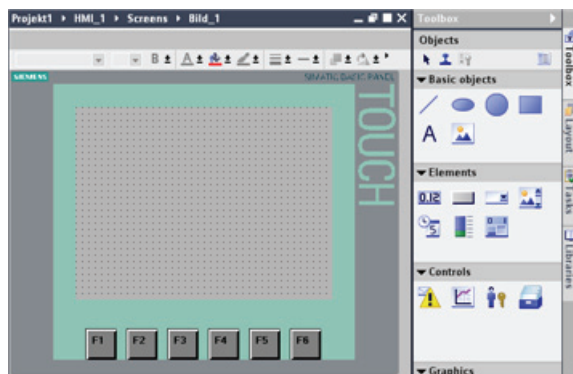 Projekt1 ▸ HMI_1 ▸ Screens ▸ Bild_1
Toolbox
Objects
B
A
SIEMENS
SIMATIC BASIC PANEL
TOUCH
Basic objects
A
Elements
0.12
5
Controls
Graphics
F1
F2
F3
F4
F5
F6
Toolbox
Layout
Tasks
Libraries